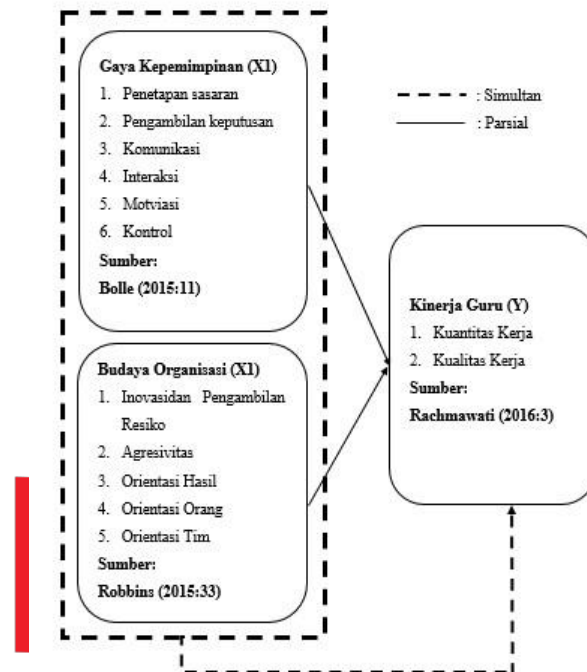 Gaya Kepemimpinan (X1)
1. Penetapan sasaran
2. Pengambilan keputusan
3. Komunikasi
4. Interaksi
5. Motviasi
6. Kontrol
Sumber:
Bolle (2015:11)
Budaya Organisasi (X1)
1. Inovasidan Pengambilan
Resiko
2. Agresivitas
3. Orientasi Hasil
4. Orientasi Orang
5. Orientasi Tim
Sumber:
Robbins (2015:33)
: Simultan
: Parsial
Kinerja Guru (Y)
1. Kuantitas Kerja
2. Kualitas Kerja
Sumber:
Rachmawati (2016:3)